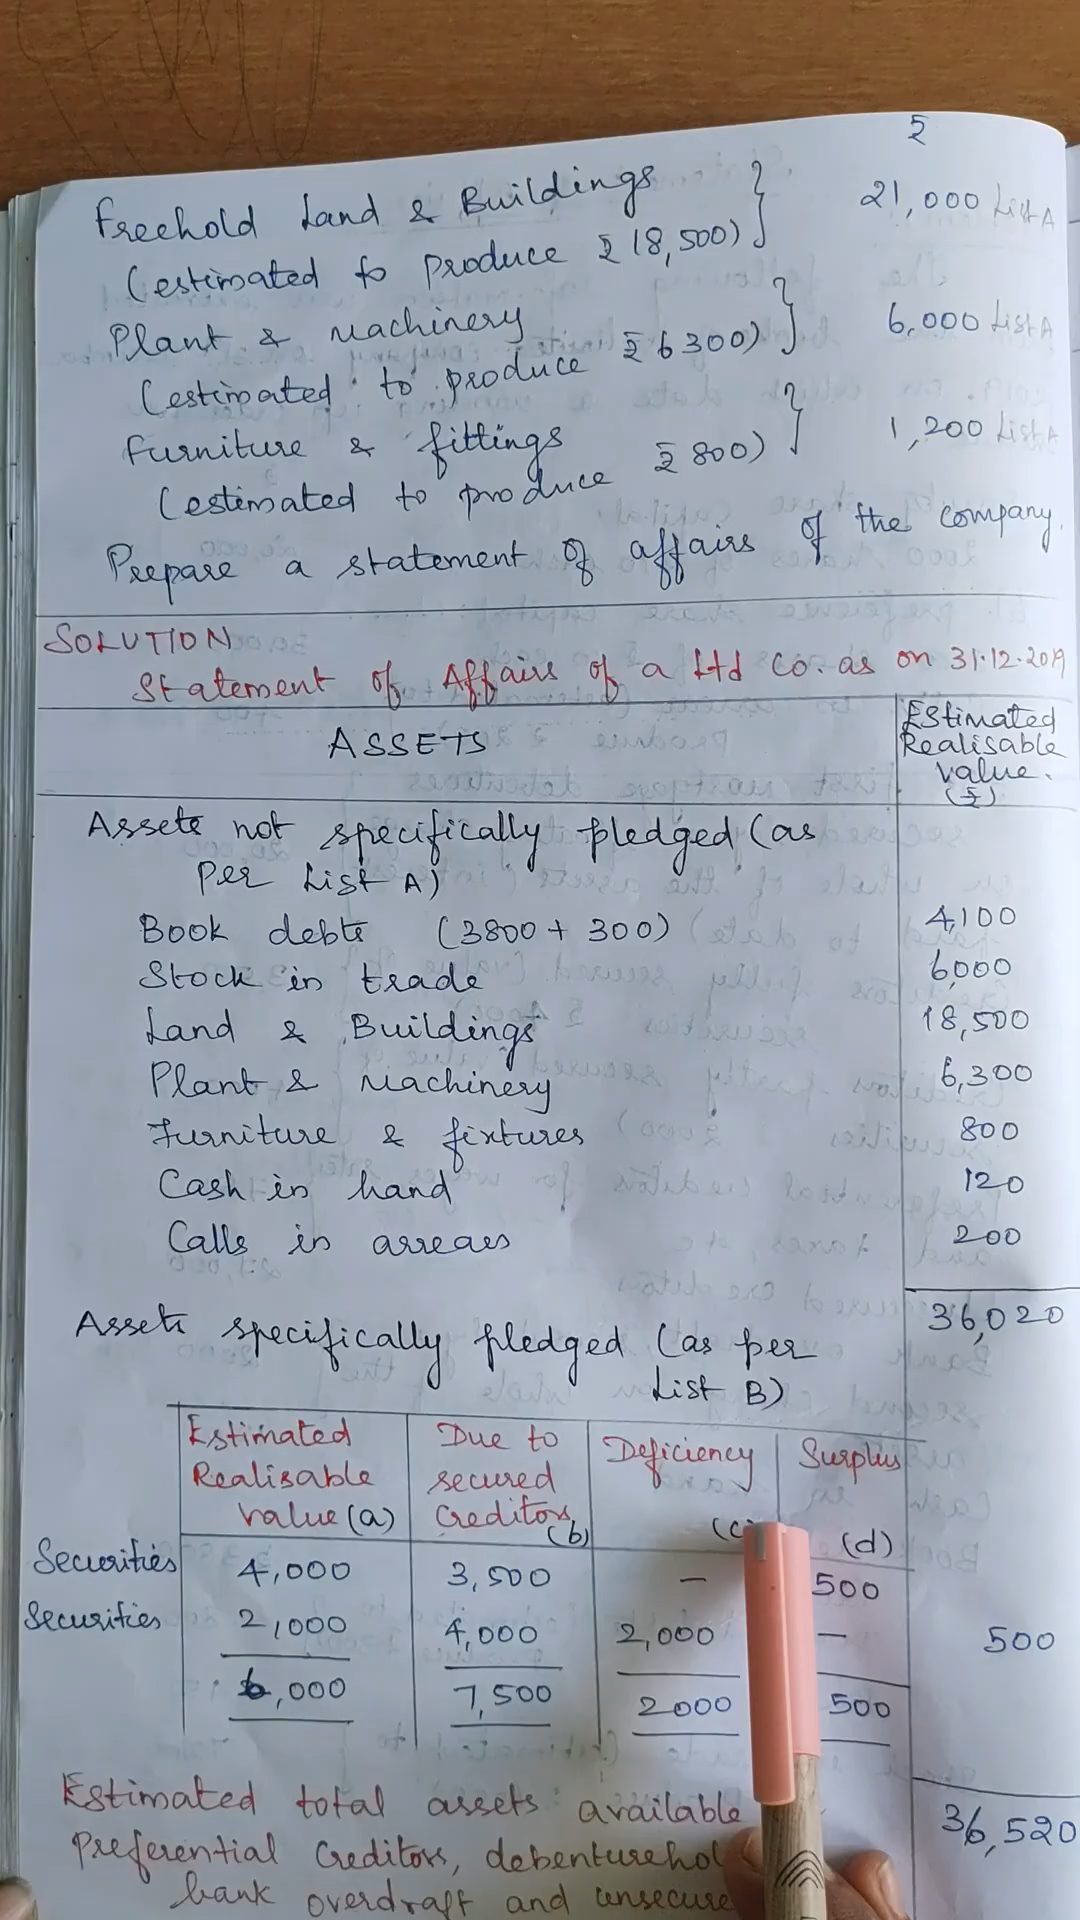 ₹
Freehold Land & Buildings } 21,000 List A
(estimated to produce ₹ 18,500)
Plant & Machinery } 6,000 List A
(estimated to produce ₹ 6300)
Furniture & fittings } 1,200 List A
(estimated to produce ₹ 800)
Prepare a statement of affairs of the company.
SOLUTION
Statement of Affairs of a Ltd Co. as on 31.12.2019
ASSETS
Estimated
Realisable
value.
(₹)
Assets not specifically pledged (as
Per List A)
Book debts (3800 + 300) 4,100
Stock in trade 6,000
Land & Buildings 18,500
Plant & Machinery 6,300
Furniture & fixtures 800
Cash in hand 120
Calls in arrears 200
36,020
Assets specifically pledged (as per
List B)
Estimated Due to Deficiency Surplus
Realisable secured
Value (a) Creditors (b) (c) (d)
Securities 4,000 3,500 - 500
Securities 2,000 4,000 2,000 - 500
6,000 7,500 2000 500
Estimated total assets available 36,520
Preferential Creditors,
bank overdraft and